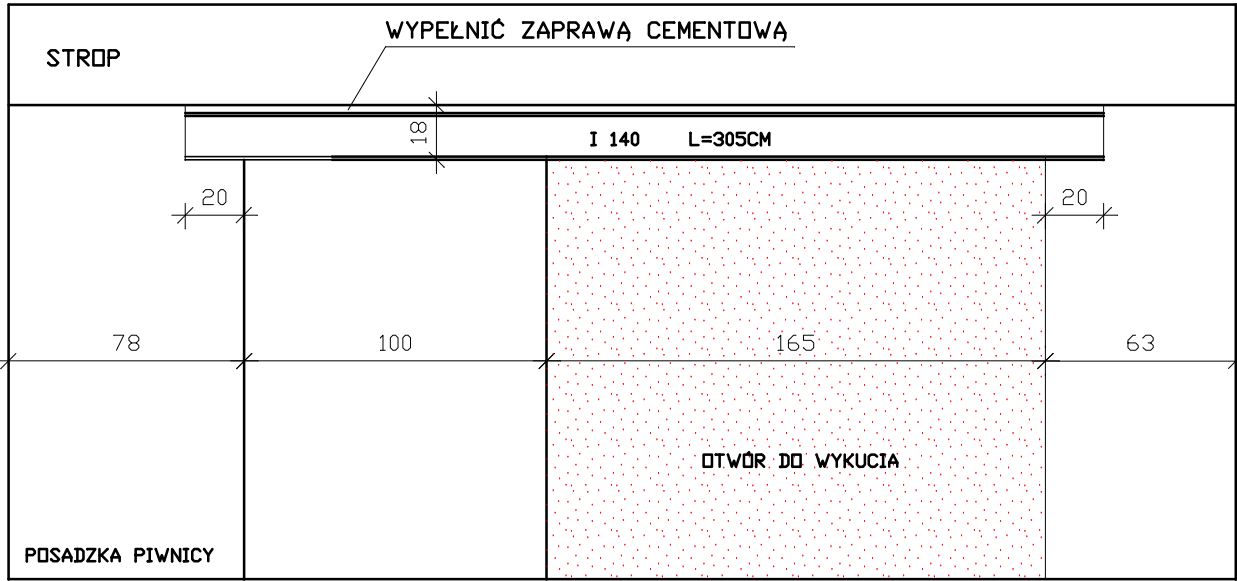 WYPEŁNIĆ ZAPRAWĄ CEMENTOWĄ
STROP
18
I 140 L=305CM
20 20
78 100 165 63
OTWÓR DO WYKUCIA
POSADZKA PIWNICY